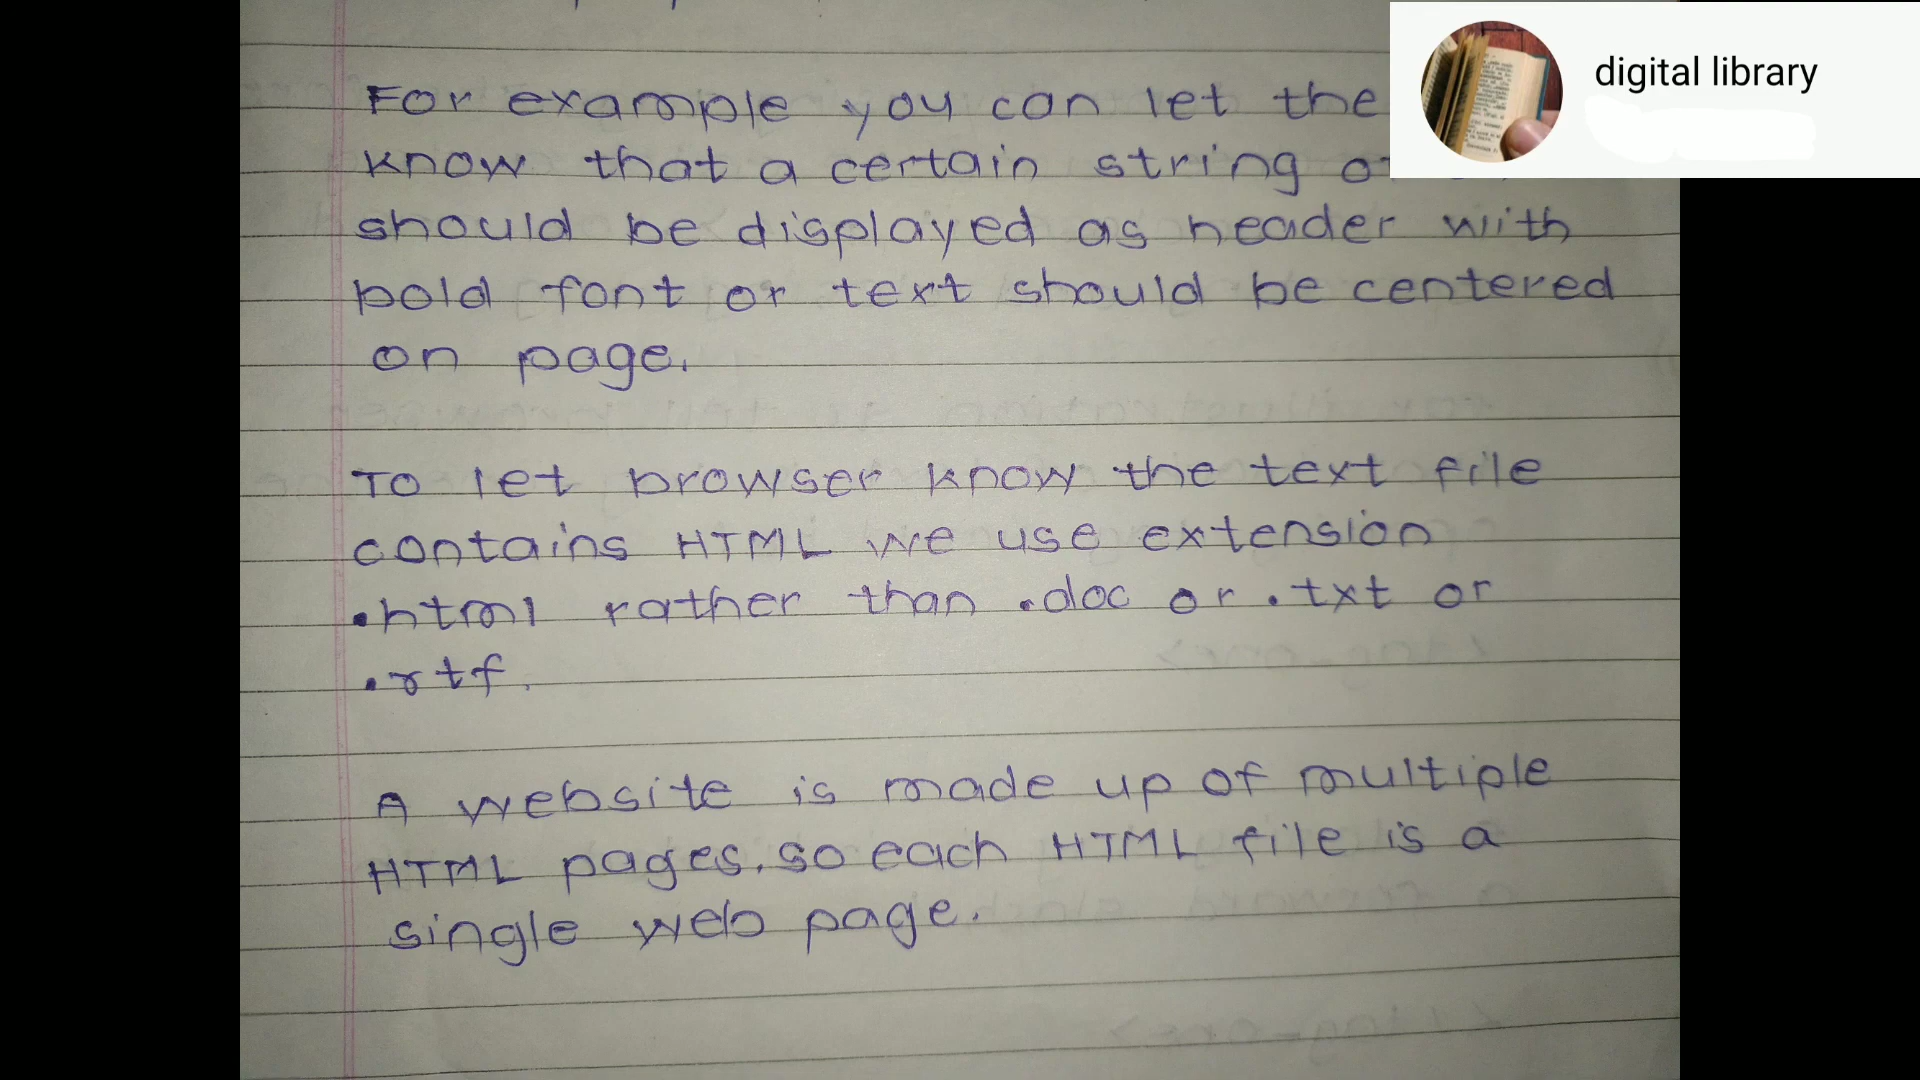 digital library
For example you can let the
know that a certain string
should be displayed as header with
bold font or text should be centered
on page.
To let browser know the text file
contains HTML we use extension
.html rather than .doc or .txt or
.rtf.
A website is made up of multiple
HTML pages. so each HTML file is a
single web page.